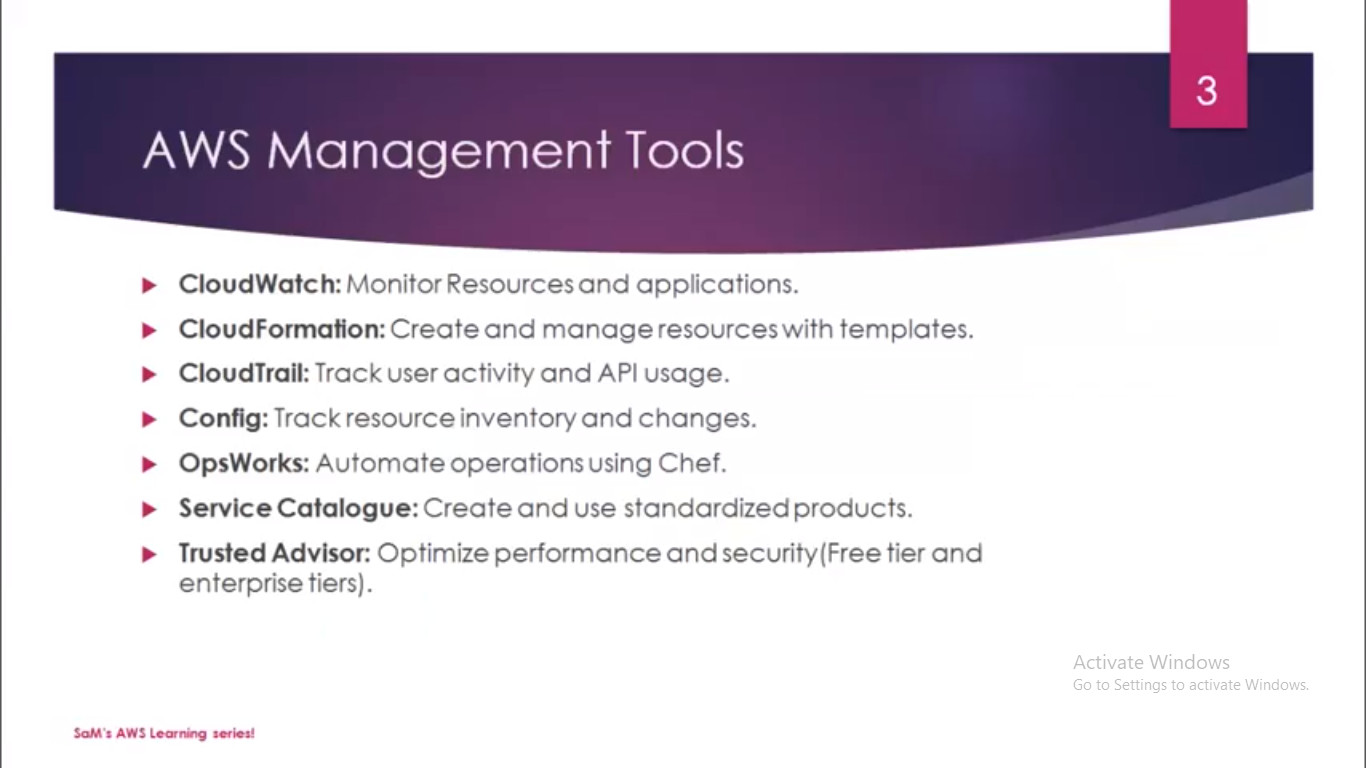 3
AWS Management Tools
CloudWatch: Monitor Resources and applications.
CloudFormation: Create and manage resources with templates.
CloudTrail: Track user activity and API usage.
Config: Track resource inventory and changes.
OpsWorks: Automate operations using Chef.
Service Catalogue: Create and use standardized products.
Trusted Advisor: Optimize performance and security(Free tier and
enterprise tiers).
Activate Windows
Go to Settings to activate Windows.
SaM's AWS Learning series!